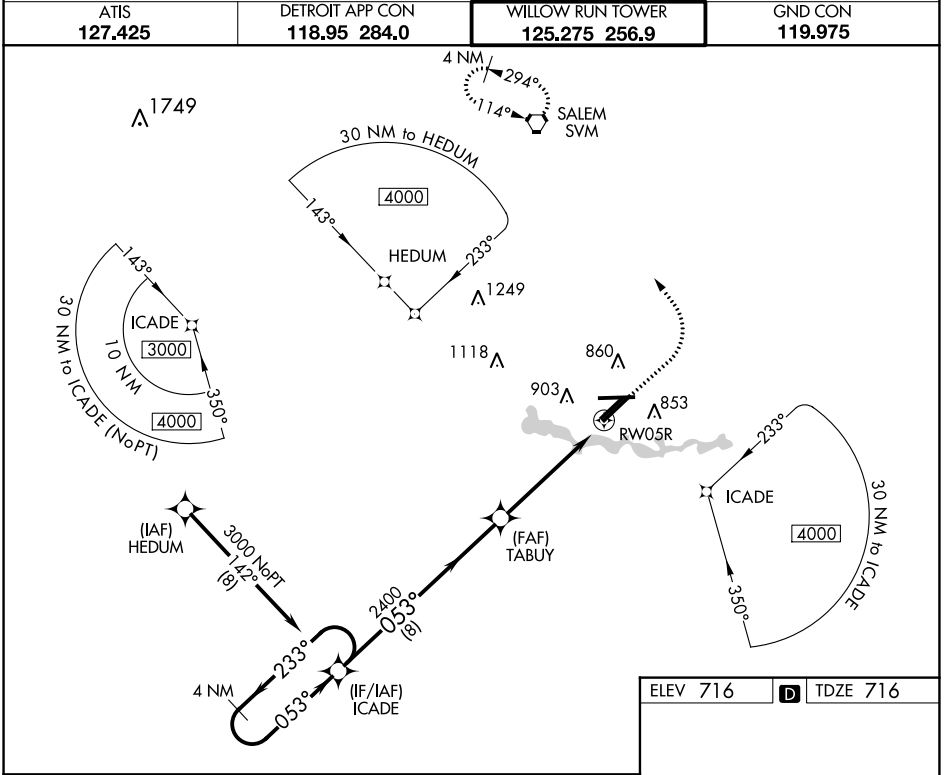 ATIS
127.425
DETROIT APP CON
118.95 284.0
WILLOW RUN TOWER
125.275 256.9
GND CON
119.975
4 NM
294°
114°
SALEM
SVM
1749
30 NM to HEDUM
4000
143°
233°
HEDUM
1249
143°
ICADE
3000
10 NM
350°
4000
30 NM to ICADE (NoPT)
1118
860
903
853
RW05R
233°
ICADE
4000
350°
30 NM to ICADE
(IAF)
HEDUM
3000 NoPT
142°
(8)
(FAF)
TABUY
2400
053°
(8)
233°
4 NM
053°
(IF/IAF)
ICADE
ELEV 716
D
TDZE 716